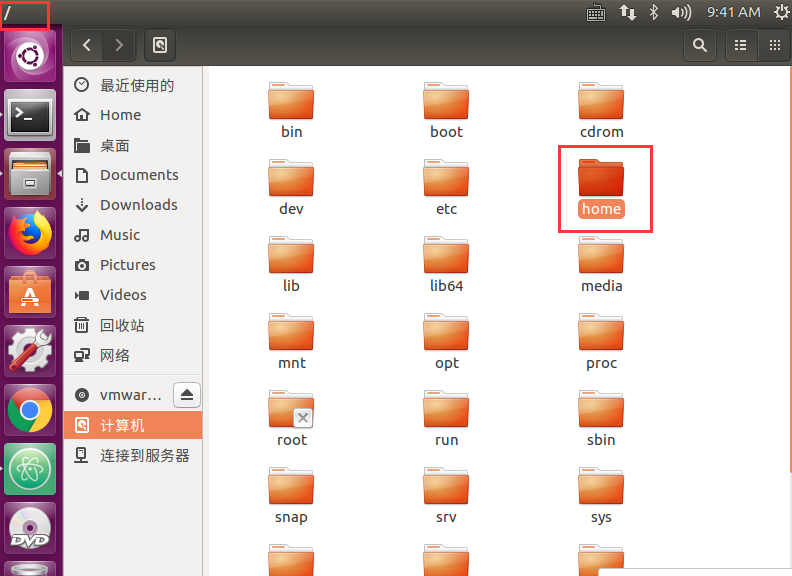 /
9:41 AM
最近使用的
Home
桌面
Documents
Downloads
Music
Pictures
Videos
回收站
网络
vmwar...
计算机
连接到服务器
bin boot cdrom
dev etc home
lib lib64 media
mnt opt proc
root run sbin
snap srv sys
>_
A
DVD